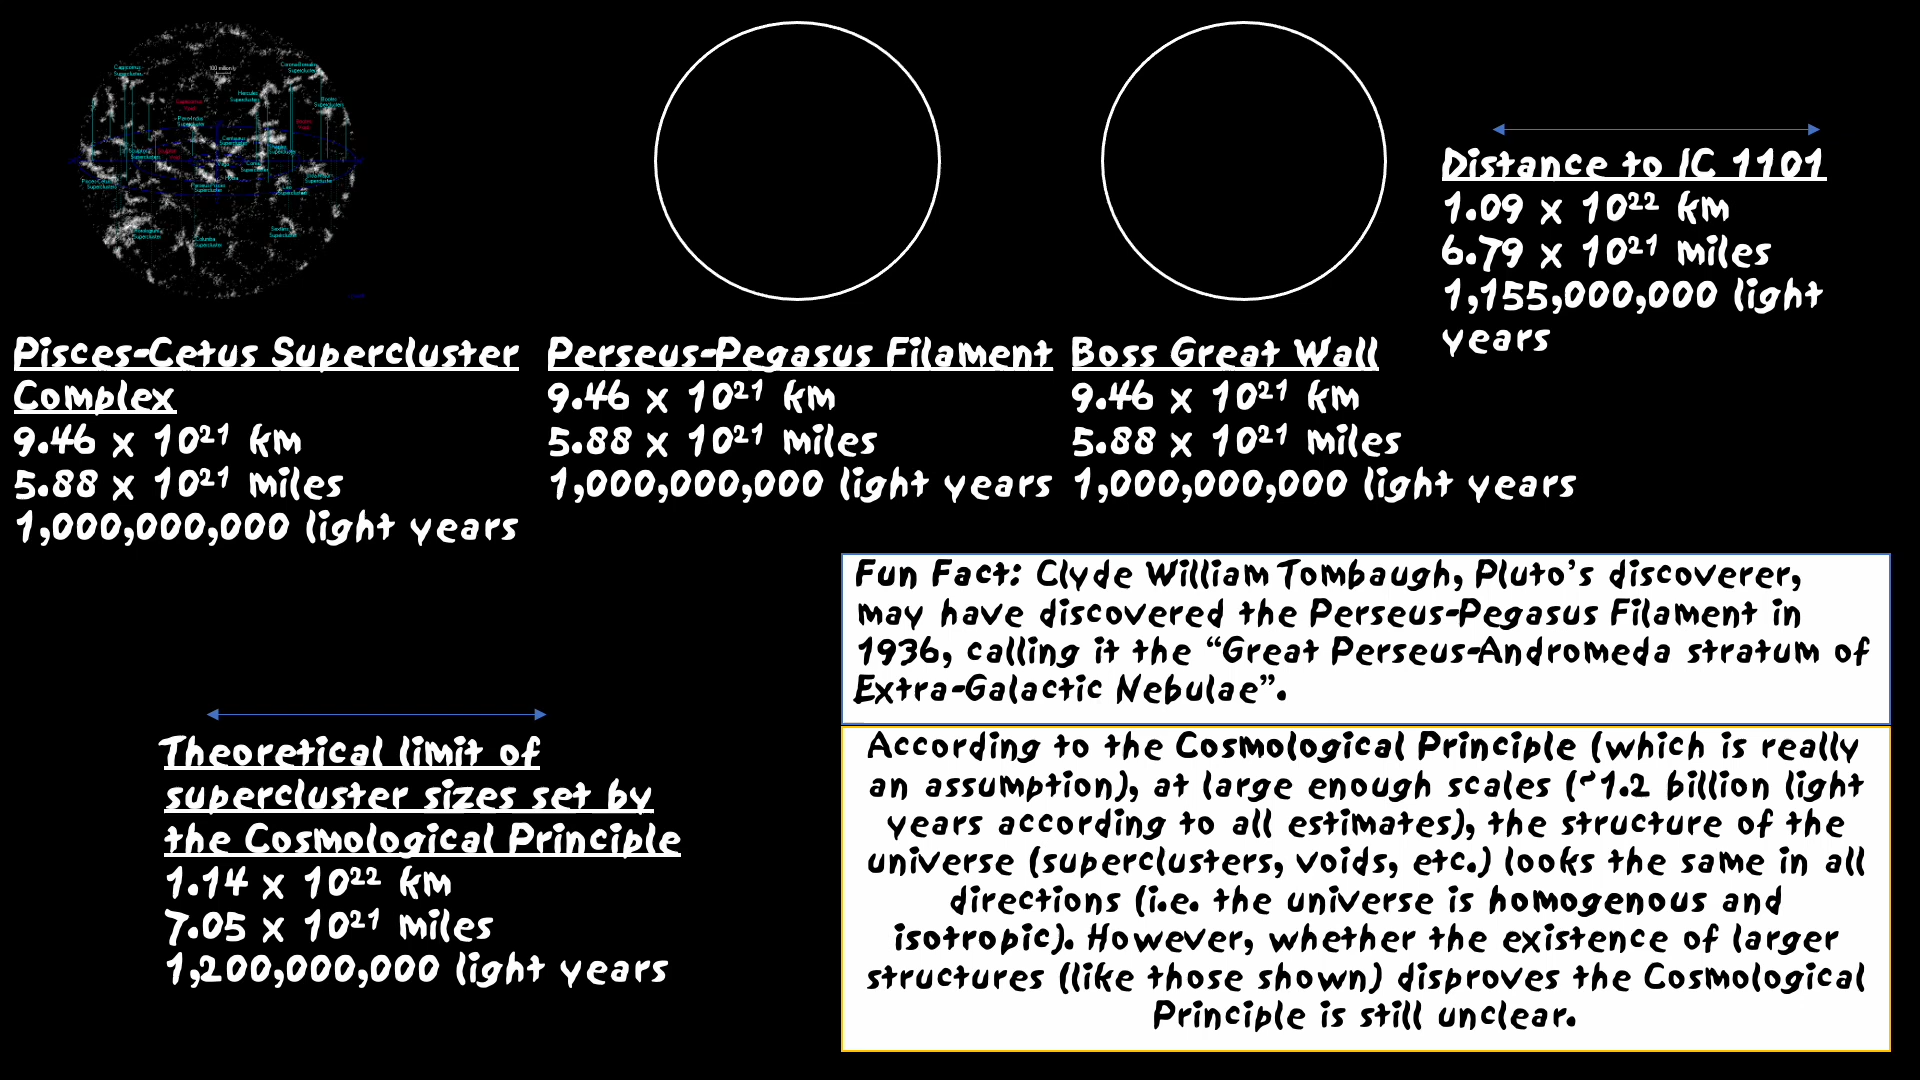 100 million ly
Pisces-Cetus Supercluster
Complex
9.46 x 10²¹ km
5.88 x 10²¹ miles
1,000,000,000 light years
Perseus-Pegasus Filament
9.46 x 10²¹ km
5.88 x 10²¹ miles
1,000,000,000 light years
Boss Great Wall
9.46 x 10²¹ km
5.88 x 10²¹ miles
1,000,000,000 light years
Distance to IC 1101
1.09 x 10²² km
6.79 x 10²¹ miles
1,155,000,000 light
years
Theoretical limit of
supercluster sizes set by
the Cosmological Principle
1.14 x 10²² km
7.05 x 10²¹ miles
1,200,000,000 light years
Fun Fact: Clyde William Tombaugh, Pluto's discoverer,
may have discovered the Perseus-Pegasus Filament in
1936, calling it the “Great Perseus-Andromeda stratum of
Extra-Galactic Nebulae”.
According to the Cosmological Principle (which is really
an assumption), at large enough scales (~1.2 billion light
years according to all estimates), the structure of the
universe (superclusters, voids, etc.) looks the same in all
directions (i.e. the universe is homogenous and
isotropic). However, whether the existence of larger
structures (like those shown) disproves the Cosmological
Principle is still unclear.